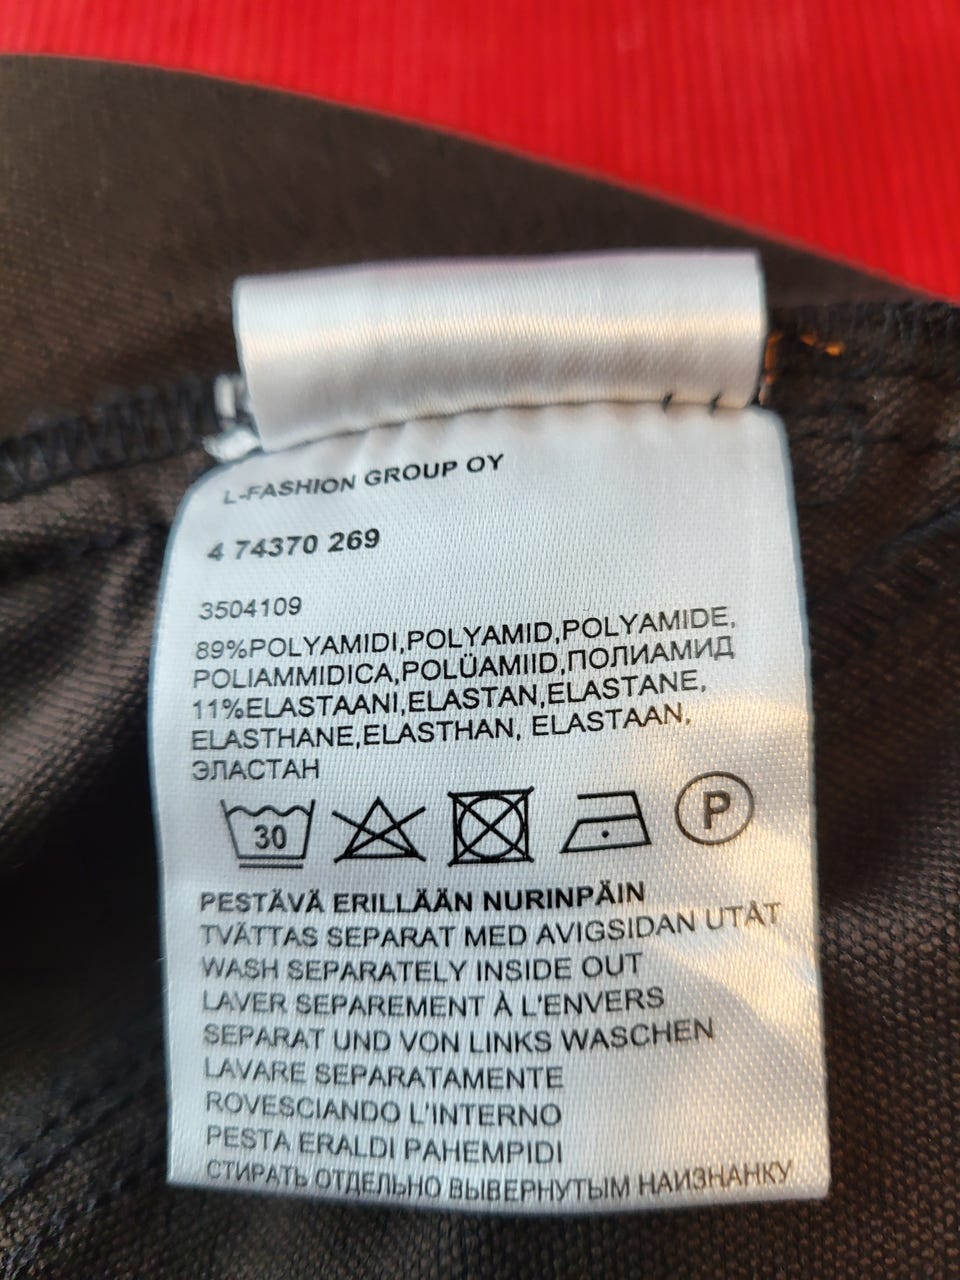 L-FASHION GROUP OY
4 74370 269
3504109
89%POLYAMIDI,POLYAMID,POLYAMIDE,
POLIAMMIDICA,POLÜAMIID,ПОЛИАМИД
11%ELASTAANI,ELASTAN,ELASTANE,
ELASTHANE,ELASTHAN, ELASTAAN,
ЭЛАСТАН
30 P
PESTÄVÄ ERILLÄÄN NURINPÄIN
TVÄTTAS SEPARAT MED AVIGSIDAN UTÅT
WASH SEPARATELY INSIDE OUT
LAVER SEPAREMENT À L'ENVERS
SEPARAT UND VON LINKS WASCHEN
LAVARE SEPARATAMENTE
ROVESCIANDO L'INTERNO
PESTA ERALDI PAHEMPIDI
СТИРАТЬ ОТДЕЛЬНО ВЫВЕРНУТЫМ НАИЗНАНКУ